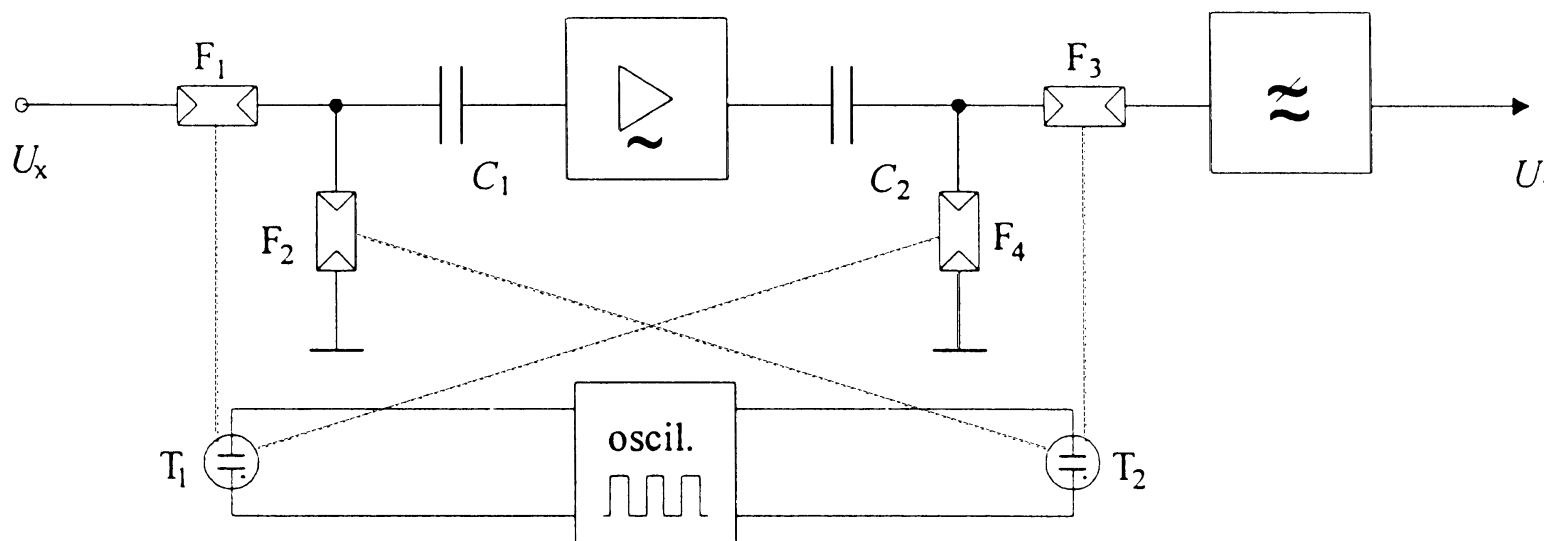 F₁
F₃
Uₓ
C₁
C₂
U
F₂
F₄
oscil.
T₁
T₂